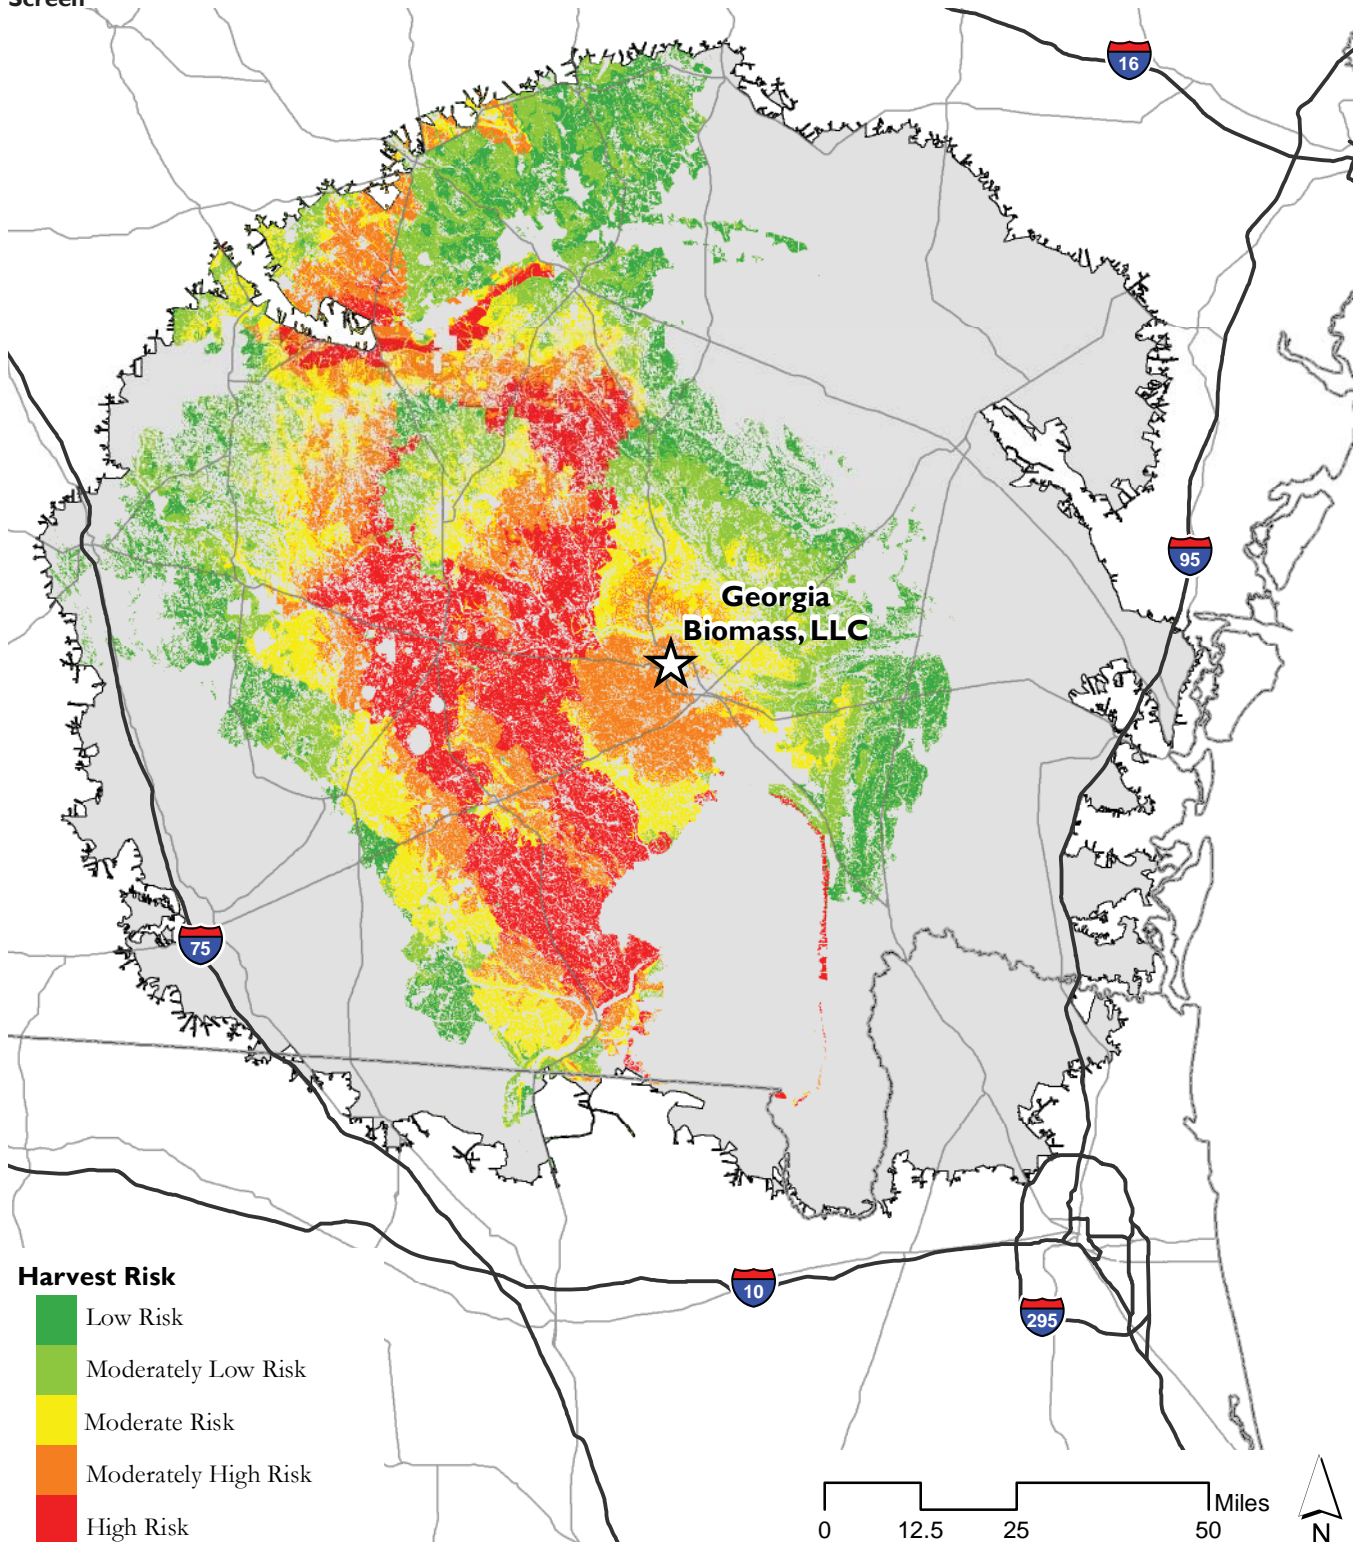 Screen
16
95
Georgia
Biomass, LLC
75
10
295
Harvest Risk
Low Risk
Moderately Low Risk
Moderate Risk
Moderately High Risk
High Risk
Miles
0 12.5 25 50
N